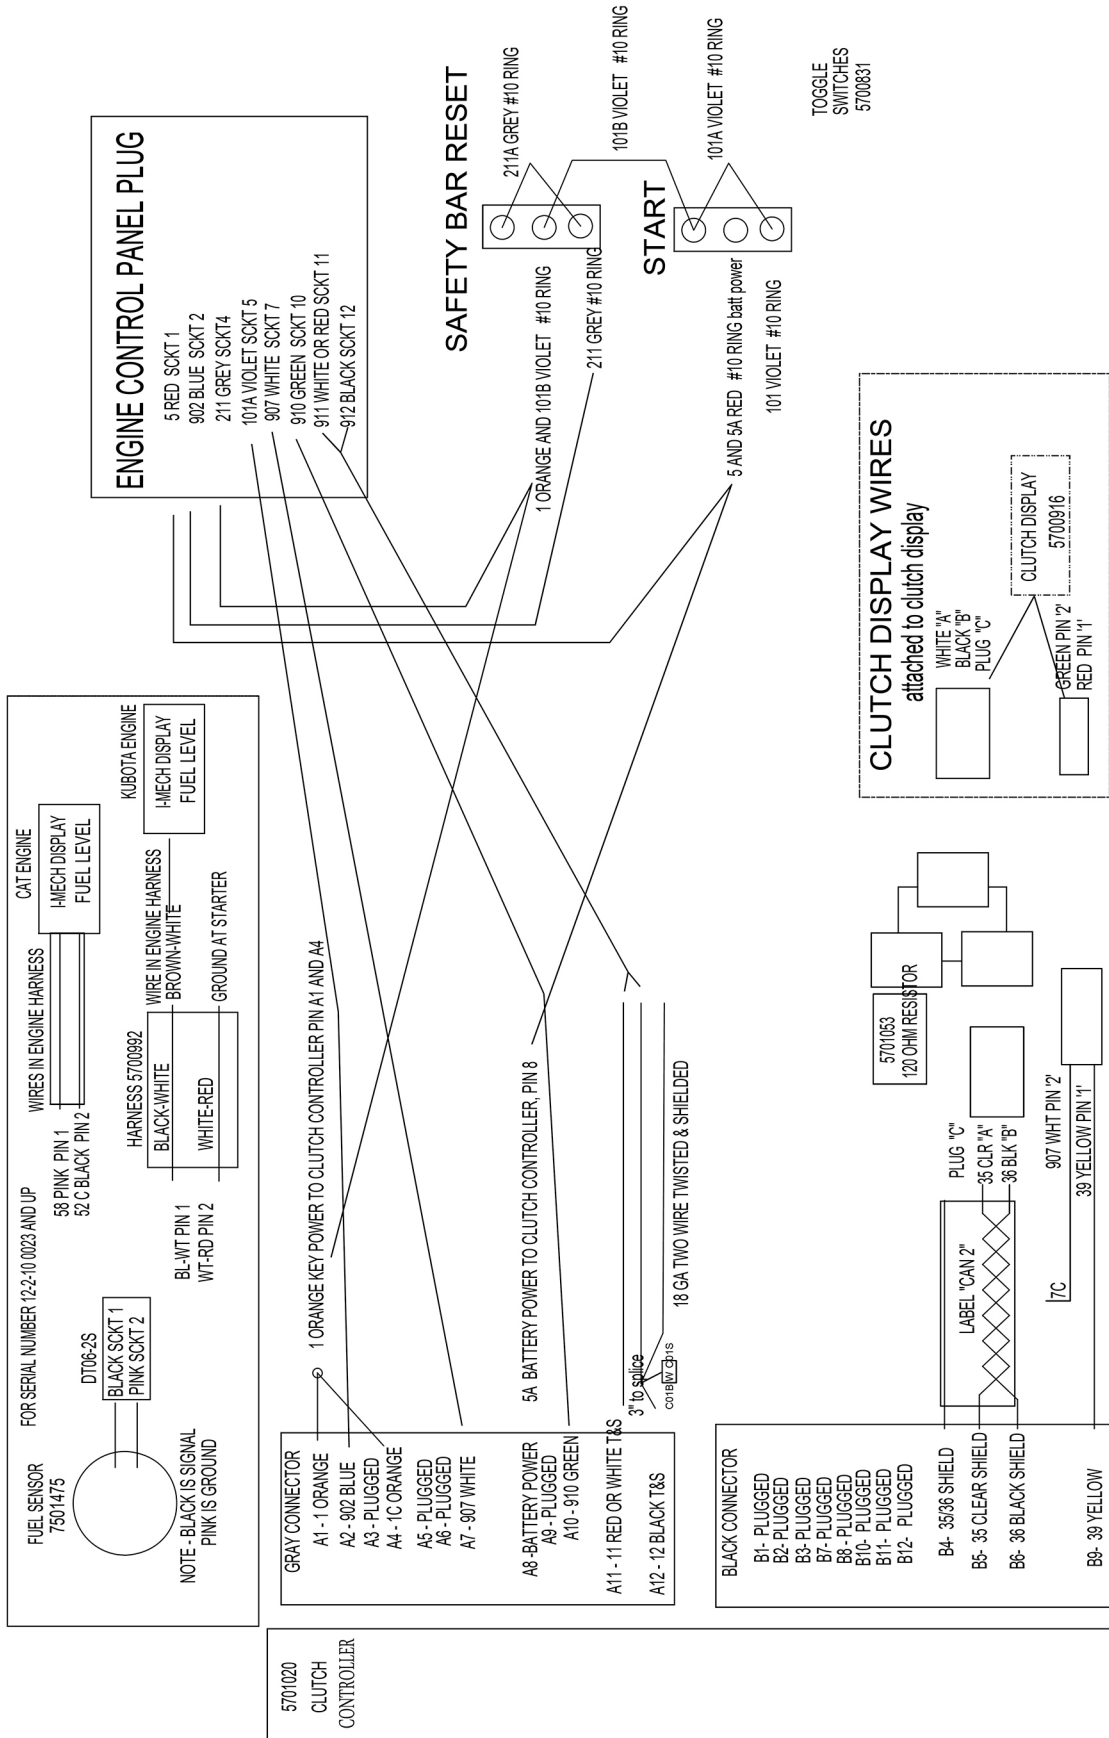 FUEL SENSOR
7501475
FOR SERIAL NUMBER 12-2-10 0023 AND UP
DT06-2S
BLACK SCKT 1
PINK SCKT 2
NOTE - BLACK IS SIGNAL
PINK IS GROUND
CAT ENGINE
WIRES IN ENGINE HARNESS
58 PINK PIN 1
52 C BLACK PIN 2
I-MECH DISPLAY
FUEL LEVEL
KUBOTA ENGINE
HARNESS 5700992
WIRE IN ENGINE HARNESS
BROWN-WHITE
I-MECH DISPLAY
FUEL LEVEL
BL-WT PIN 1
WT-RD PIN 2
BLACK-WHITE
WHITE-RED
GROUND AT STARTER
ENGINE CONTROL PANEL PLUG
5 RED SCKT 1
902 BLUE SCKT 2
211 GREY SCKT4
101A VIOLET SCKT 5
907 WHITE SCKT 7
910 GREEN SCKT 10
911 WHITE OR RED SCKT 11
912 BLACK SCKT 12
5701020
CLUTCH
CONTROLLER
GRAY CONNECTOR
A1 - 1 ORANGE
A2 - 902 BLUE
A3 - PLUGGED
A4 - 1C ORANGE
A5 - PLUGGED
A6 - PLUGGED
A7 - 907 WHITE
A8 -BATTERY POWER
A9 - PLUGGED
A10 - 910 GREEN
A11 - 11 RED OR WHITE T&S
A12 - 12 BLACK T&S
1 ORANGE KEY POWER TO CLUTCH CONTROLLER PIN A1 AND A4
5A BATTERY POWER TO CLUTCH CONTROLLER, PIN 8
3" to splice
C01B W C01S
18 GA TWO WIRE TWISTED & SHIELDED
SAFETY BAR RESET
211A GREY #10 RING
1 ORANGE AND 101B VIOLET #10 RING
211 GREY #10 RING
101B VIOLET #10 RING
START
101A VIOLET #10 RING
5 AND 5A RED #10 RING batt power
101 VIOLET #10 RING
TOGGLE
SWITCHES
5700831
BLACK CONNECTOR
B1- PLUGGED
B2- PLUGGED
B3- PLUGGED
B7- PLUGGED
B8 - PLUGGED
B10- PLUGGED
B11- PLUGGED
B12- PLUGGED
B4- 35/36 SHIELD
B5- 35 CLEAR SHIELD
B6- 36 BLACK SHIELD
B9- 39 YELLOW
LABEL "CAN 2"
PLUG "C"
35 CLR "A"
36 BLK "B"
7C
907 WHT PIN '2'
39 YELLOW PIN '1'
5701053
120 OHM RESISTOR
CLUTCH DISPLAY WIRES
attached to clutch display
WHITE "A"
BLACK "B"
PLUG "C"
CLUTCH DISPLAY
5700916
GREEN PIN '2'
RED PIN '1'